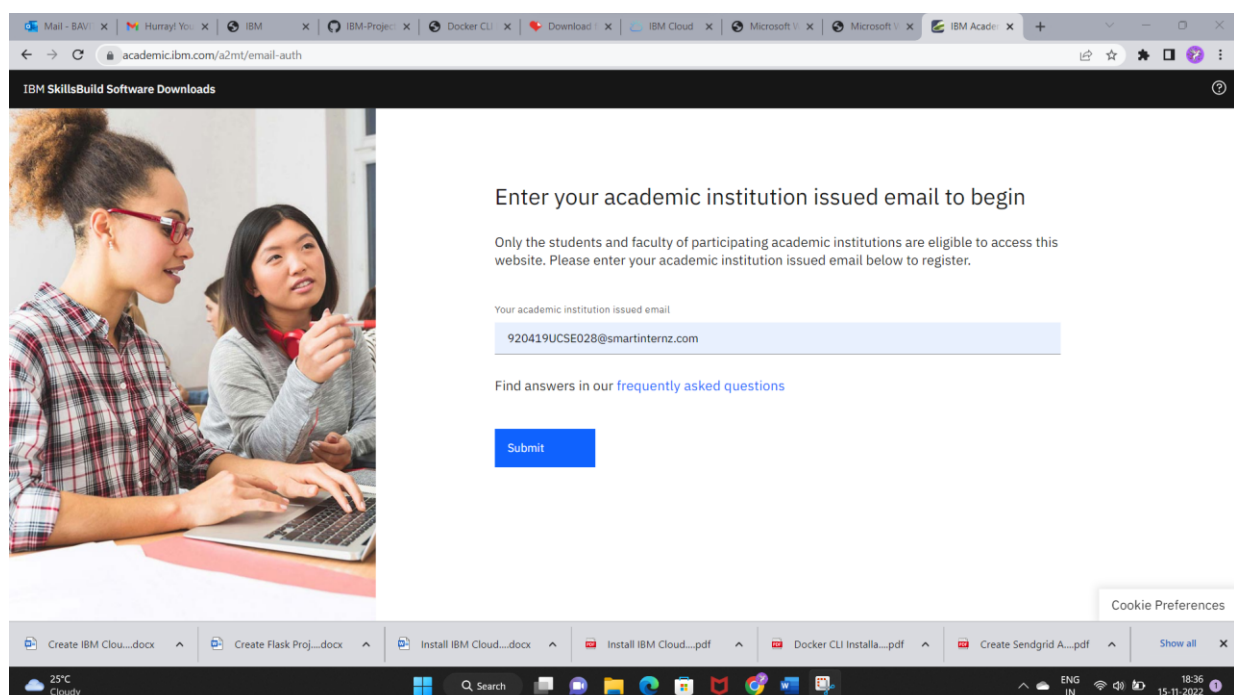 Mail - BAVI
Hurray! You
IBM
IBM-Projec
Docker CLI
Download
IBM Cloud
Microsoft V
Microsoft V
IBM Acader
academic.ibm.com/a2mt/email-auth
IBM SkillsBuild Software Downloads
Enter your academic institution issued email to begin
Only the students and faculty of participating academic institutions are eligible to access this
website. Please enter your academic institution issued email below to register.
Your academic institution issued email
920419UCSE028@smartinternz.com
Find answers in our frequently asked questions
Submit
Cookie Preferences
Create IBM Clou....docx
Create Flask Proj....docx
Install IBM Cloud....docx
Install IBM Cloud....pdf
Docker CLI Installa....pdf
Create Sendgrid A....pdf
Show all
25°C
Cloudy
Search
ENG
IN
18:36
15-11-2022
1